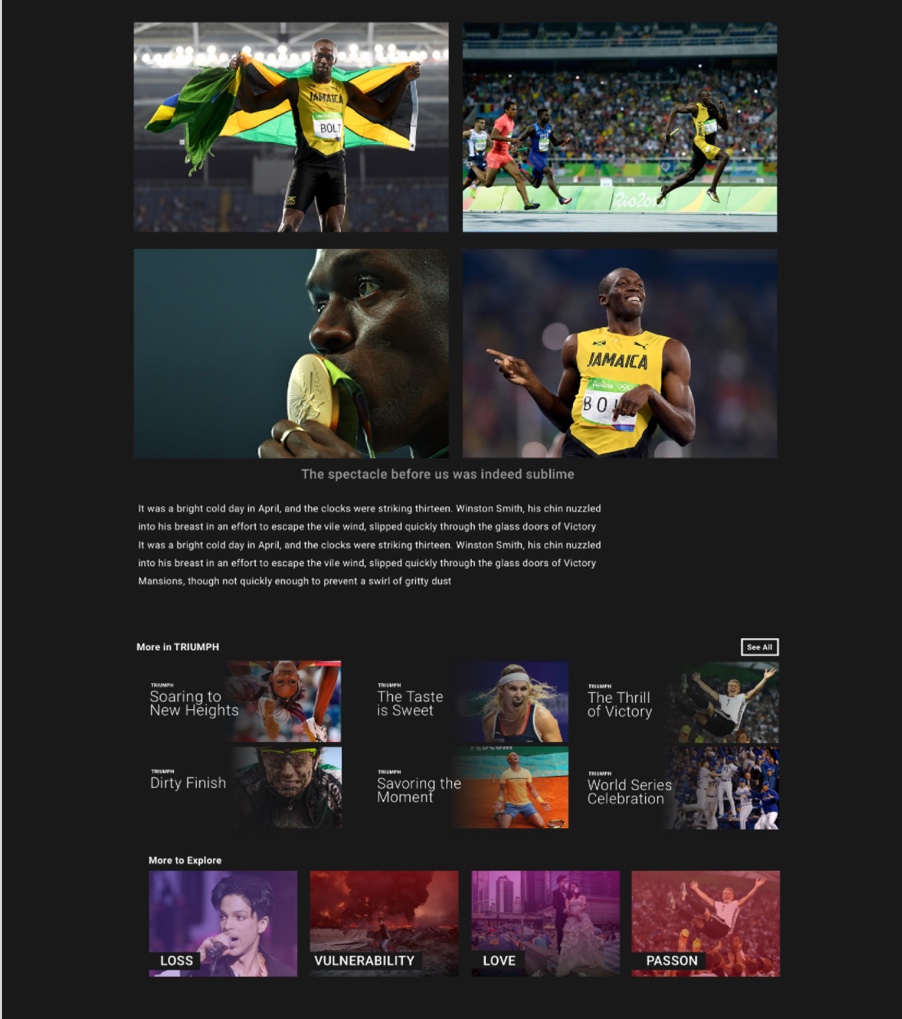 JAMAICA
BOLT
Rio2016
JAMAICA
Rio2016
BOL
The spectacle before us was indeed sublime
It was a bright cold day in April, and the clocks were striking thirteen. Winston Smith, his chin nuzzled
into his breast in an effort to escape the vile wind, slipped quickly through the glass doors of Victory
It was a bright cold day in April, and the clocks were striking thirteen. Winston Smith, his chin nuzzled
into his breast in an effort to escape the vile wind, slipped quickly through the glass doors of Victory
Mansions, though not quickly enough to prevent a swirl of gritty dust
More in TRIUMPH
See All
TRIUMPH
Soaring to
New Heights
TRIUMPH
The Taste
is Sweet
TRIUMPH
The Thrill
of Victory
TRIUMPH
Dirty Finish
TRIUMPH
Savoring the
Moment
TRIUMPH
World Series
Celebration
More to Explore
LOSS
VULNERABILITY
LOVE
PASSON